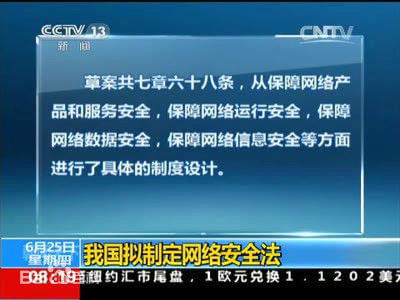 CCTV 13
新闻
CNTV
草案共七章六十八条，从保障网络产
品和服务安全，保障网络运行安全，保障
网络数据安全，保障网络信息安全等方面
进行了具体的制度设计。
6月25日
星期四
我国拟制定网络安全法
08:19
纽约汇市尾盘，1欧元兑换1.1202美元